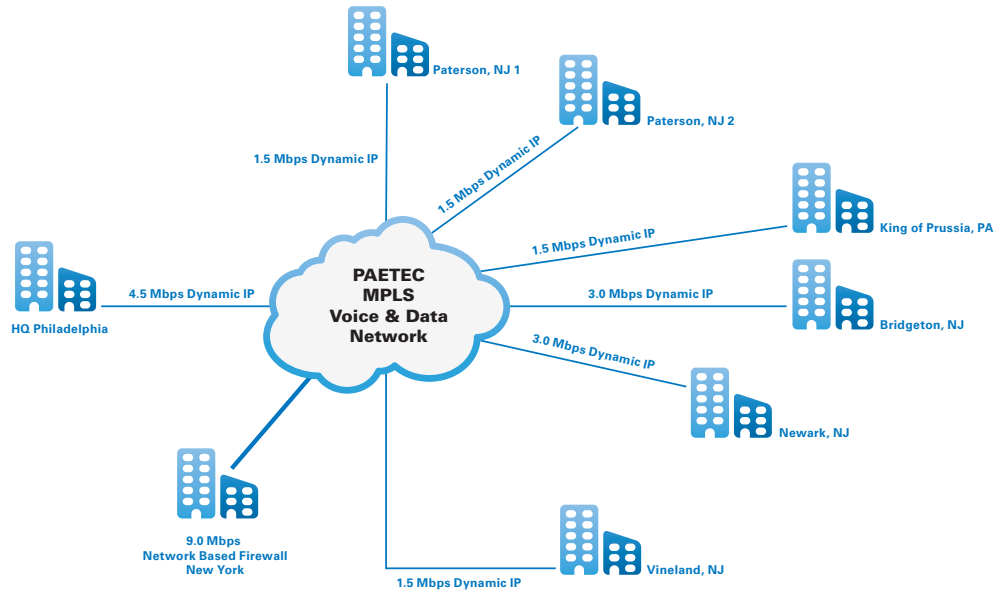 Paterson, NJ 1
Paterson, NJ 2
1.5 Mbps Dynamic IP
1.5 Mbps Dynamic IP
King of Prussia, PA
1.5 Mbps Dynamic IP
PAETEC
MPLS
Voice & Data
Network
4.5 Mbps Dynamic IP
HQ Philadelphia
3.0 Mbps Dynamic IP
Bridgeton, NJ
3.0 Mbps Dynamic IP
Newark, NJ
9.0 Mbps
Network Based Firewall
New York
Vineland, NJ
1.5 Mbps Dynamic IP